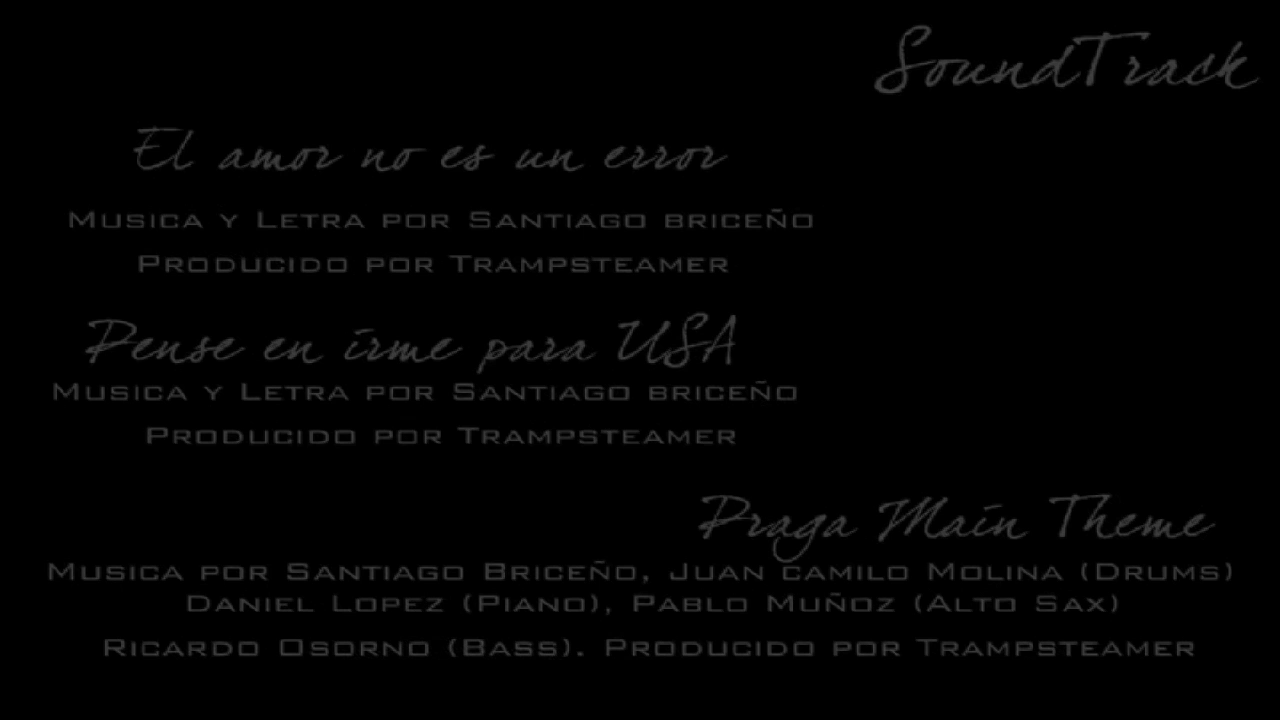 SoundTrack
El amor no es un error
Musica y Letra por Santiago briceño
Producido por Trampsteamer
Pense en irme para USA
Musica y Letra por Santiago briceño
Producido por Trampsteamer
Praga Main Theme
Musica por Santiago Briceño, Juan camilo Molina (Drums)
Daniel Lopez (Piano), Pablo Muñoz (Alto Sax)
Ricardo Osorno (Bass). Producido por Trampsteamer